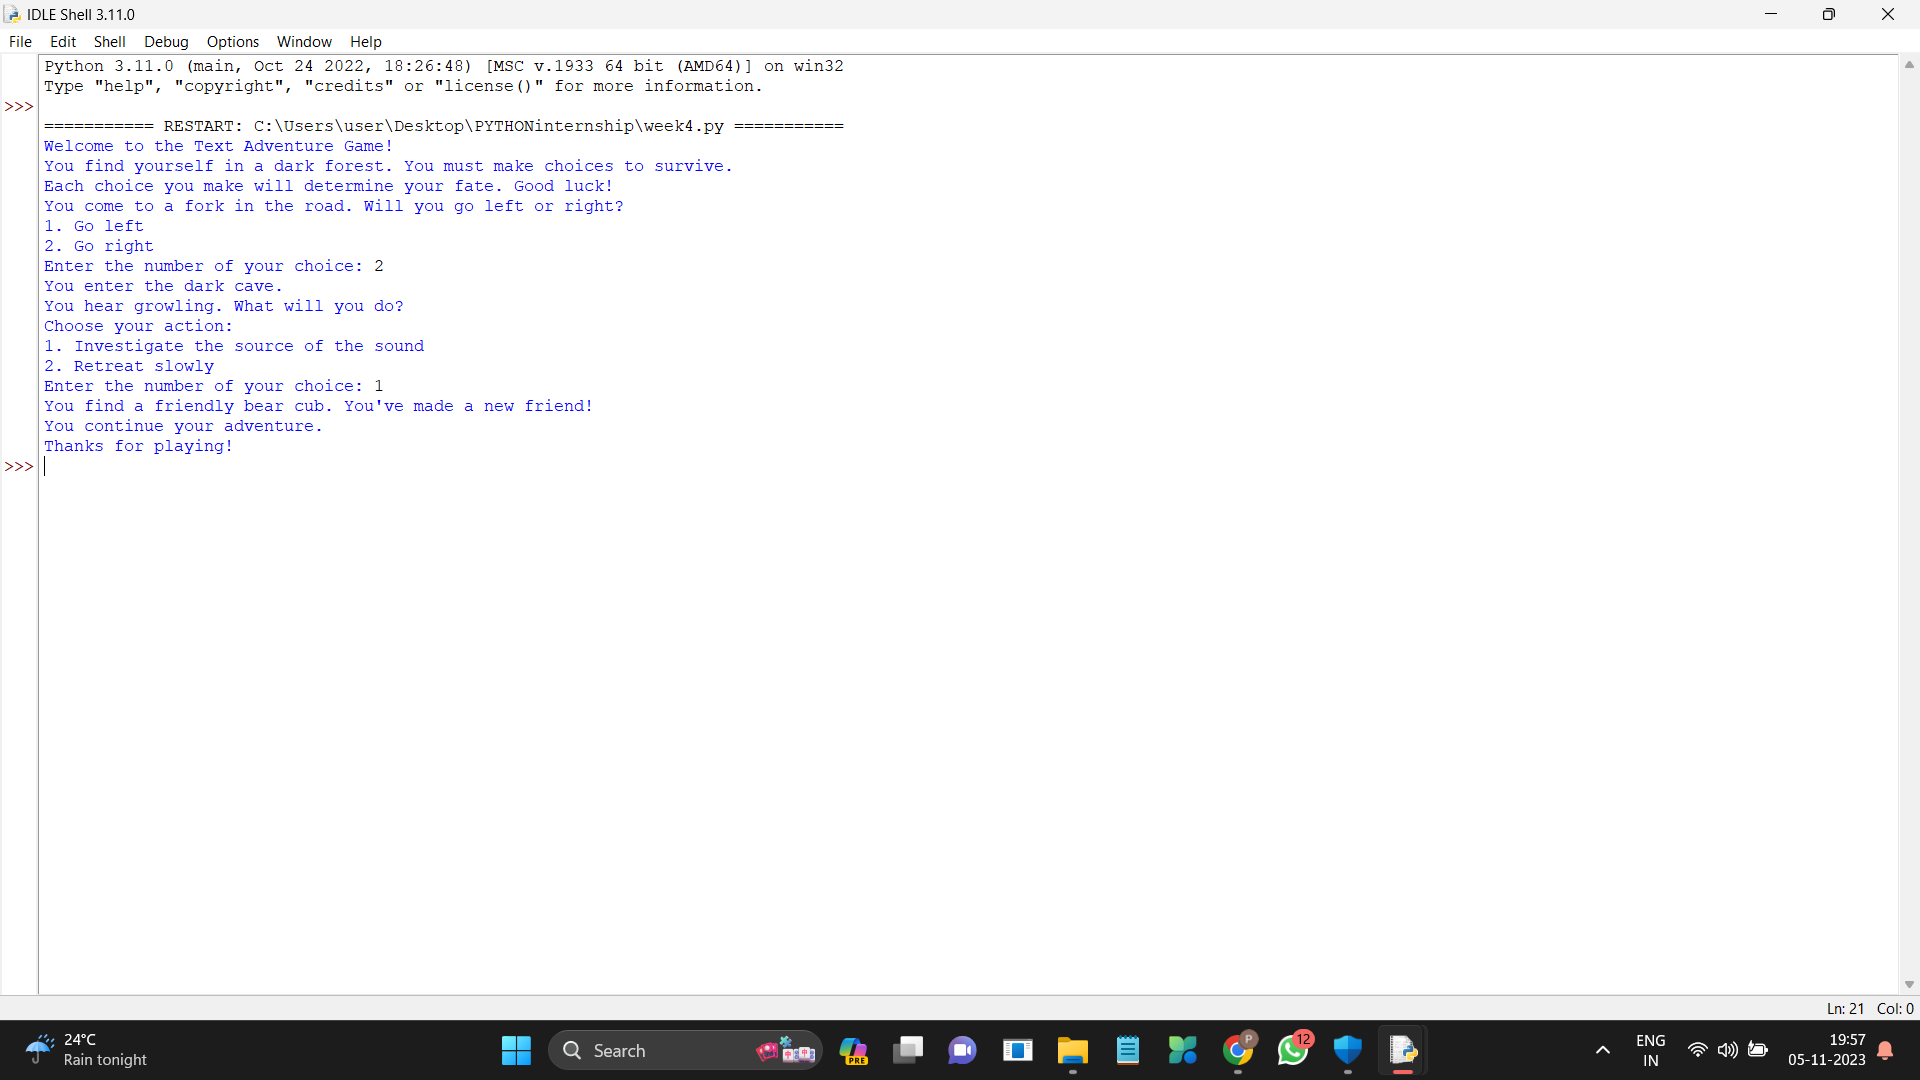 IDLE Shell 3.11.0
File Edit Shell Debug Options Window Help
Python 3.11.0 (main, Oct 24 2022, 18:26:48) [MSC v.1933 64 bit (AMD64)] on win32
Type "help", "copyright", "credits" or "license()" for more information.
>>>
=========== RESTART: C:\Users\user\Desktop\PYTHONinternship\week4.py ===========
Welcome to the Text Adventure Game!
You find yourself in a dark forest. You must make choices to survive.
Each choice you make will determine your fate. Good luck!
You come to a fork in the road. Will you go left or right?
1. Go left
2. Go right
Enter the number of your choice: 2
You enter the dark cave.
You hear growling. What will you do?
Choose your action:
1. Investigate the source of the sound
2. Retreat slowly
Enter the number of your choice: 1
You find a friendly bear cub. You've made a new friend!
You continue your adventure.
Thanks for playing!
>>>
Ln: 21 Col: 0
24°C
Rain tonight
Search
PRE
P
12
ENG
IN
19:57
05-11-2023